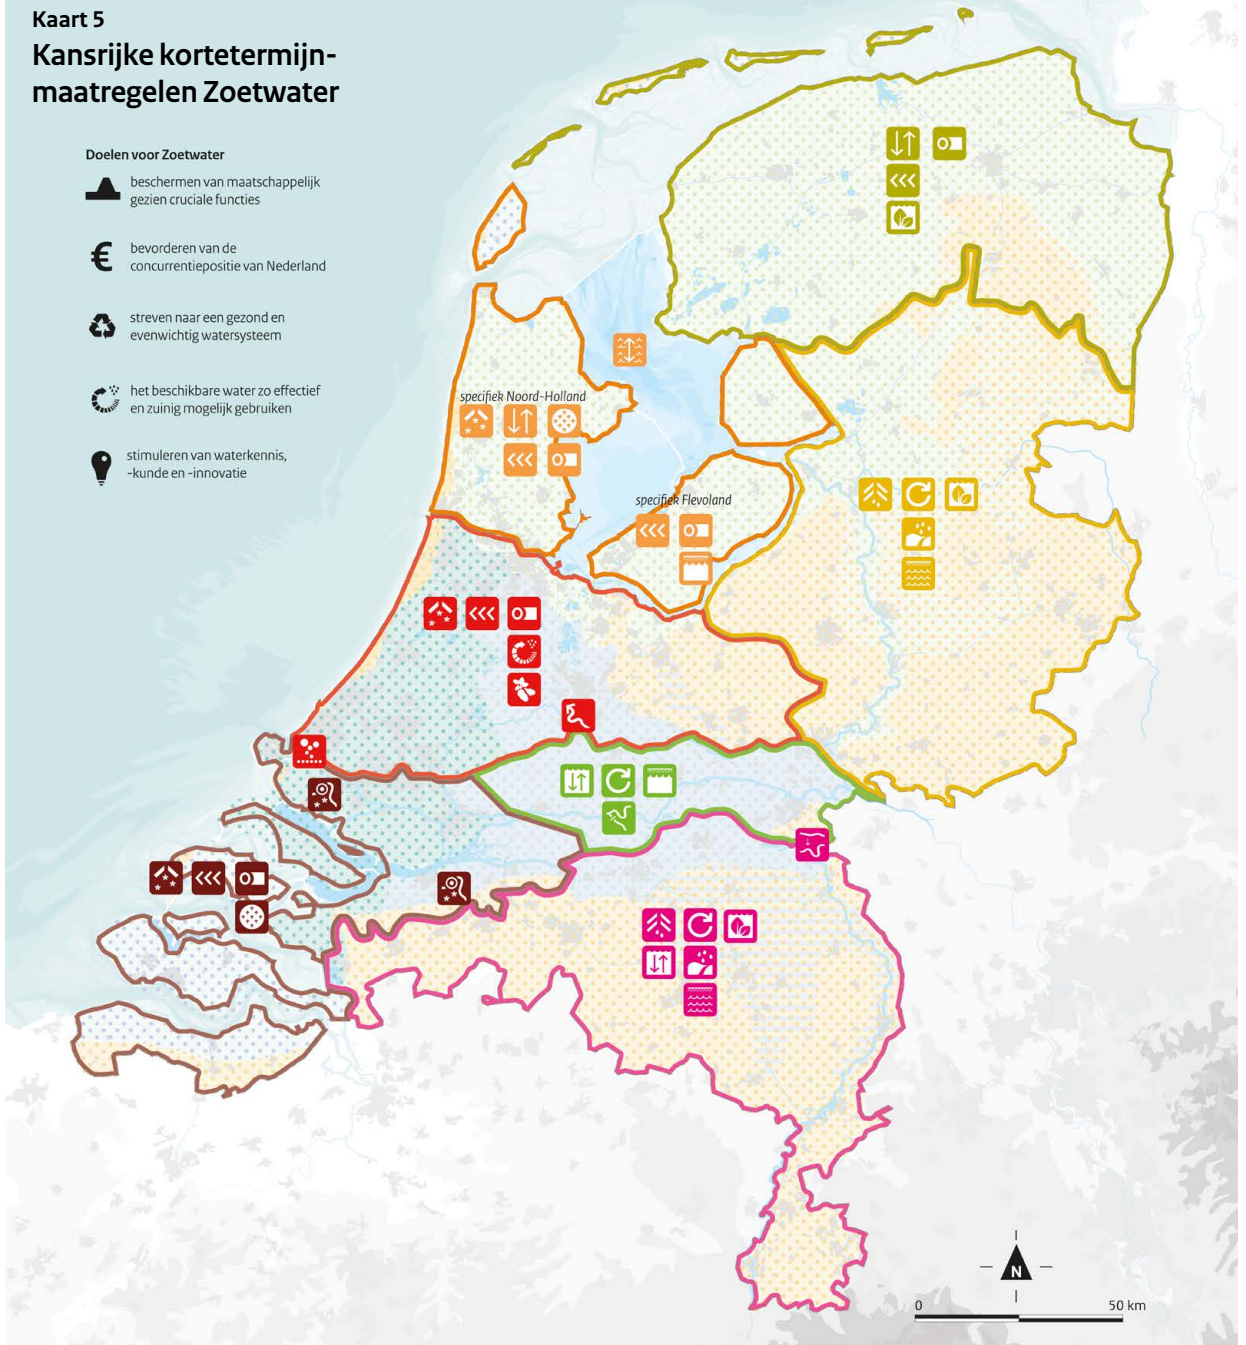 Kaart 5
Kansrijke kortetermijn-
maatregelen Zoetwater
Doelen voor Zoetwater
beschermen van maatschappelijk
gezien cruciale functies
€
bevorderen van de
concurrentiepositie van Nederland
streven naar een gezond en
evenwichtig watersysteem
het beschikbare water zo effectief
en zuinig mogelijk gebruiken
stimuleren van waterkennis,
-kunde en -innovatie
specifiek Noord-Holland
specifiek Flevoland
N
0
50 km